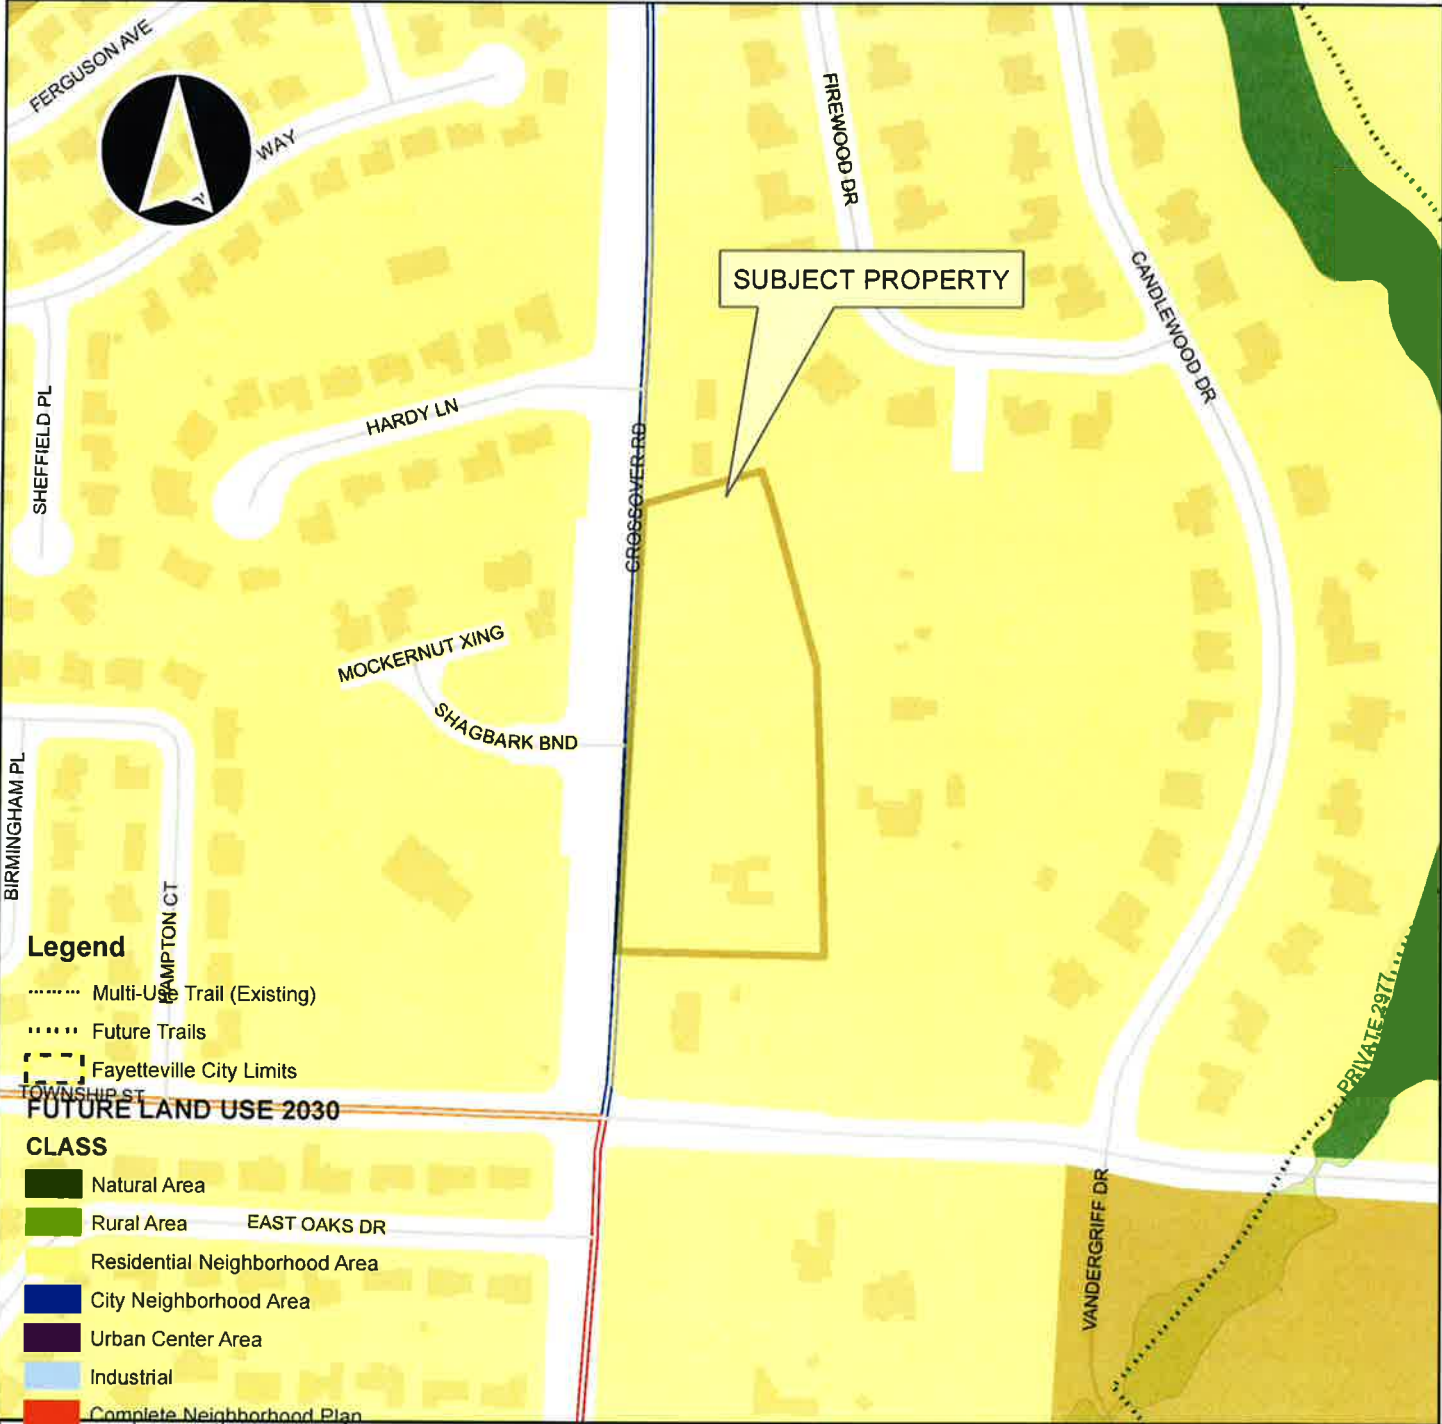 FERGUSON AVE
WAY
FIREWOOD DR
SUBJECT PROPERTY
CANDLEWOOD DR
SHEFFIELD PL
HARDY LN
CROSSOVER RD
MOCKERNUT XING
SHAGBARK BND
BIRMINGHAM PL
HAMPTON CT
Legend
Multi-Use Trail (Existing)
Future Trails
Fayetteville City Limits
TOWNSHIP ST
FUTURE LAND USE 2030
CLASS
Natural Area
Rural Area
EAST OAKS DR
Residential Neighborhood Area
City Neighborhood Area
Urban Center Area
Industrial
Complete Neighborhood Plan
PRIVATE 2977
VANDERGRIFF DR